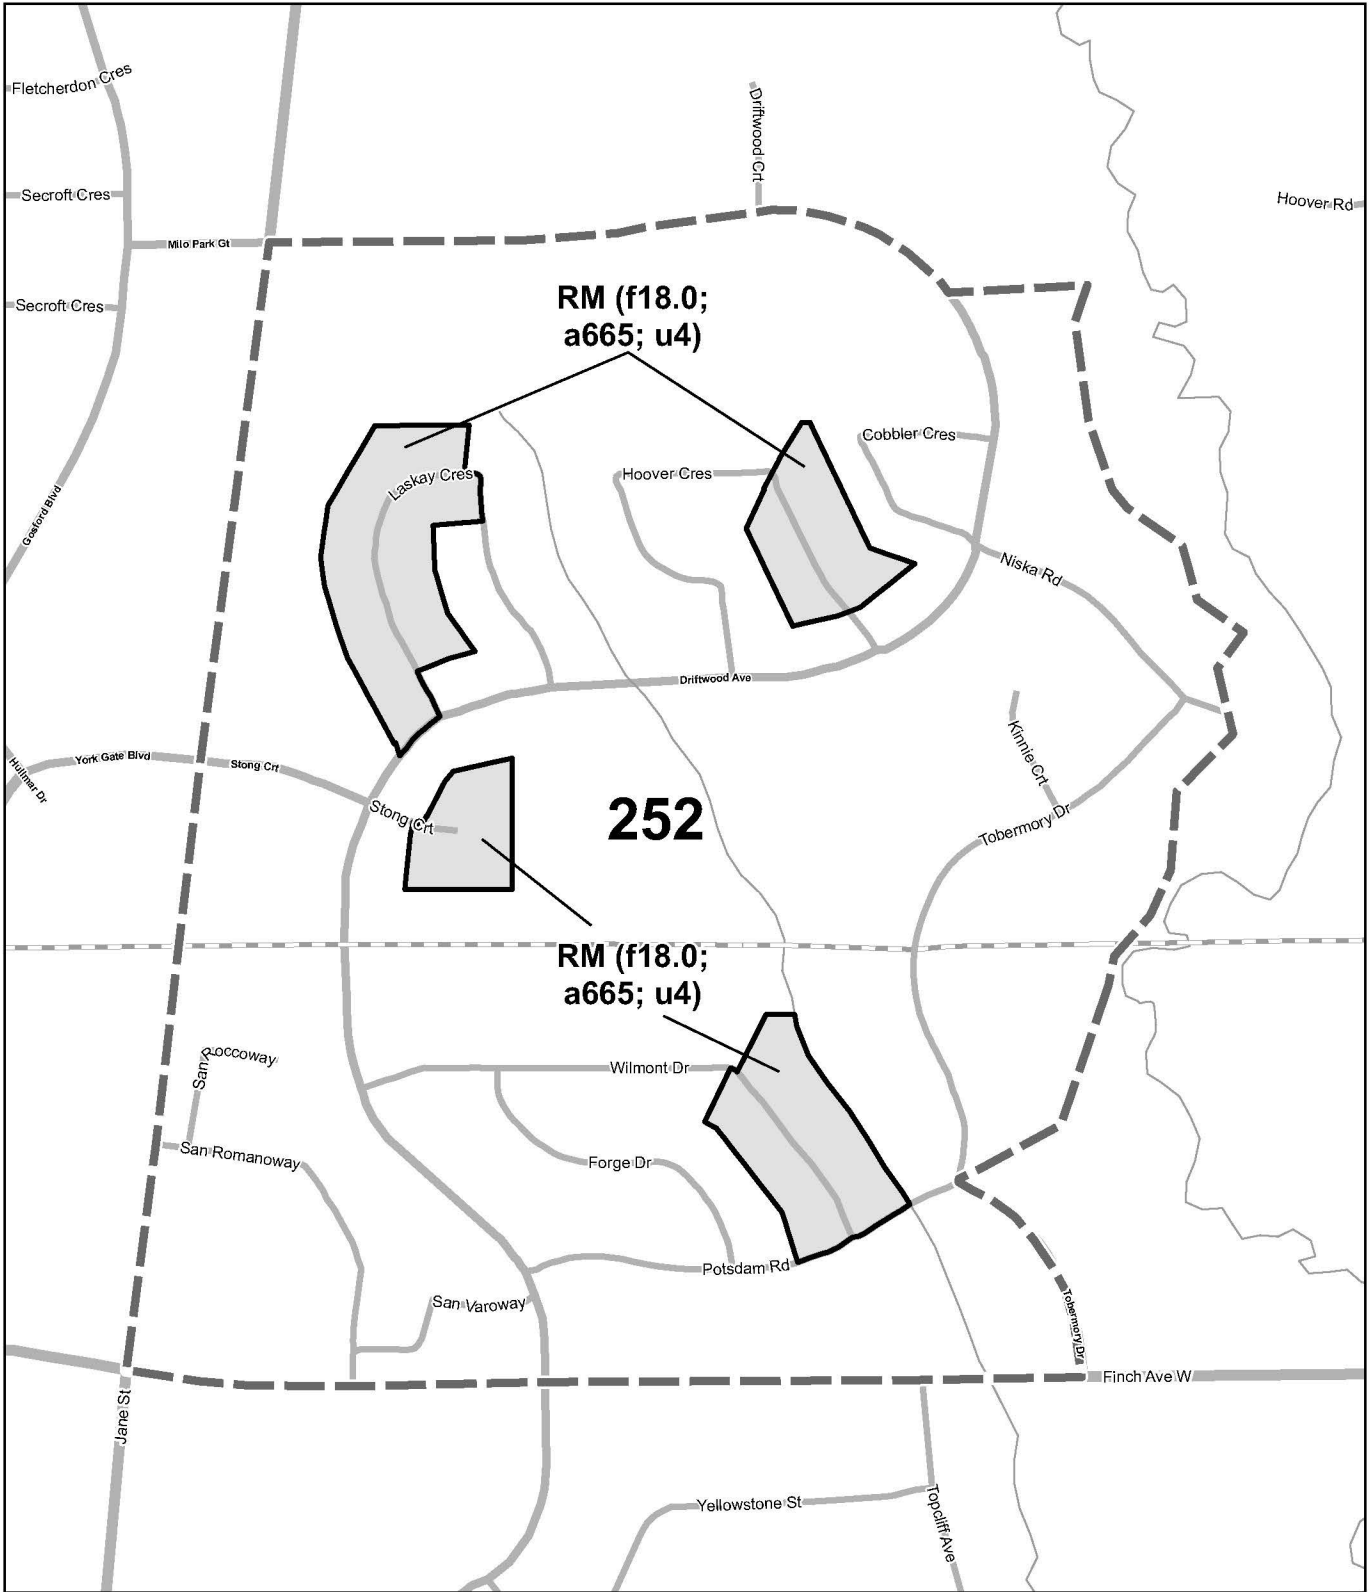 Fletcherdon Cres
Driftwood Crt
Secroft Cres
Hoover Rd
Milo Park Gt
Secroft Cres
RM (f18.0;
a665; u4)
Cobbler Cres
Hoover Cres
Laskay Cres
Gosford Blvd
Niska Rd
Driftwood Ave
Kinnie Crt
York Gate Blvd
Stong Crt
Hullmar Dr
Stong Crt
252
Tobermory Dr
RM (f18.0;
a665; u4)
San Roccoway
Wilmont Dr
San Romanoway
Forge Dr
Potsdam Rd
San Varoway
Tobermory Dr
Finch Ave W
Jane St
Yellowstone St
Topcliff Ave